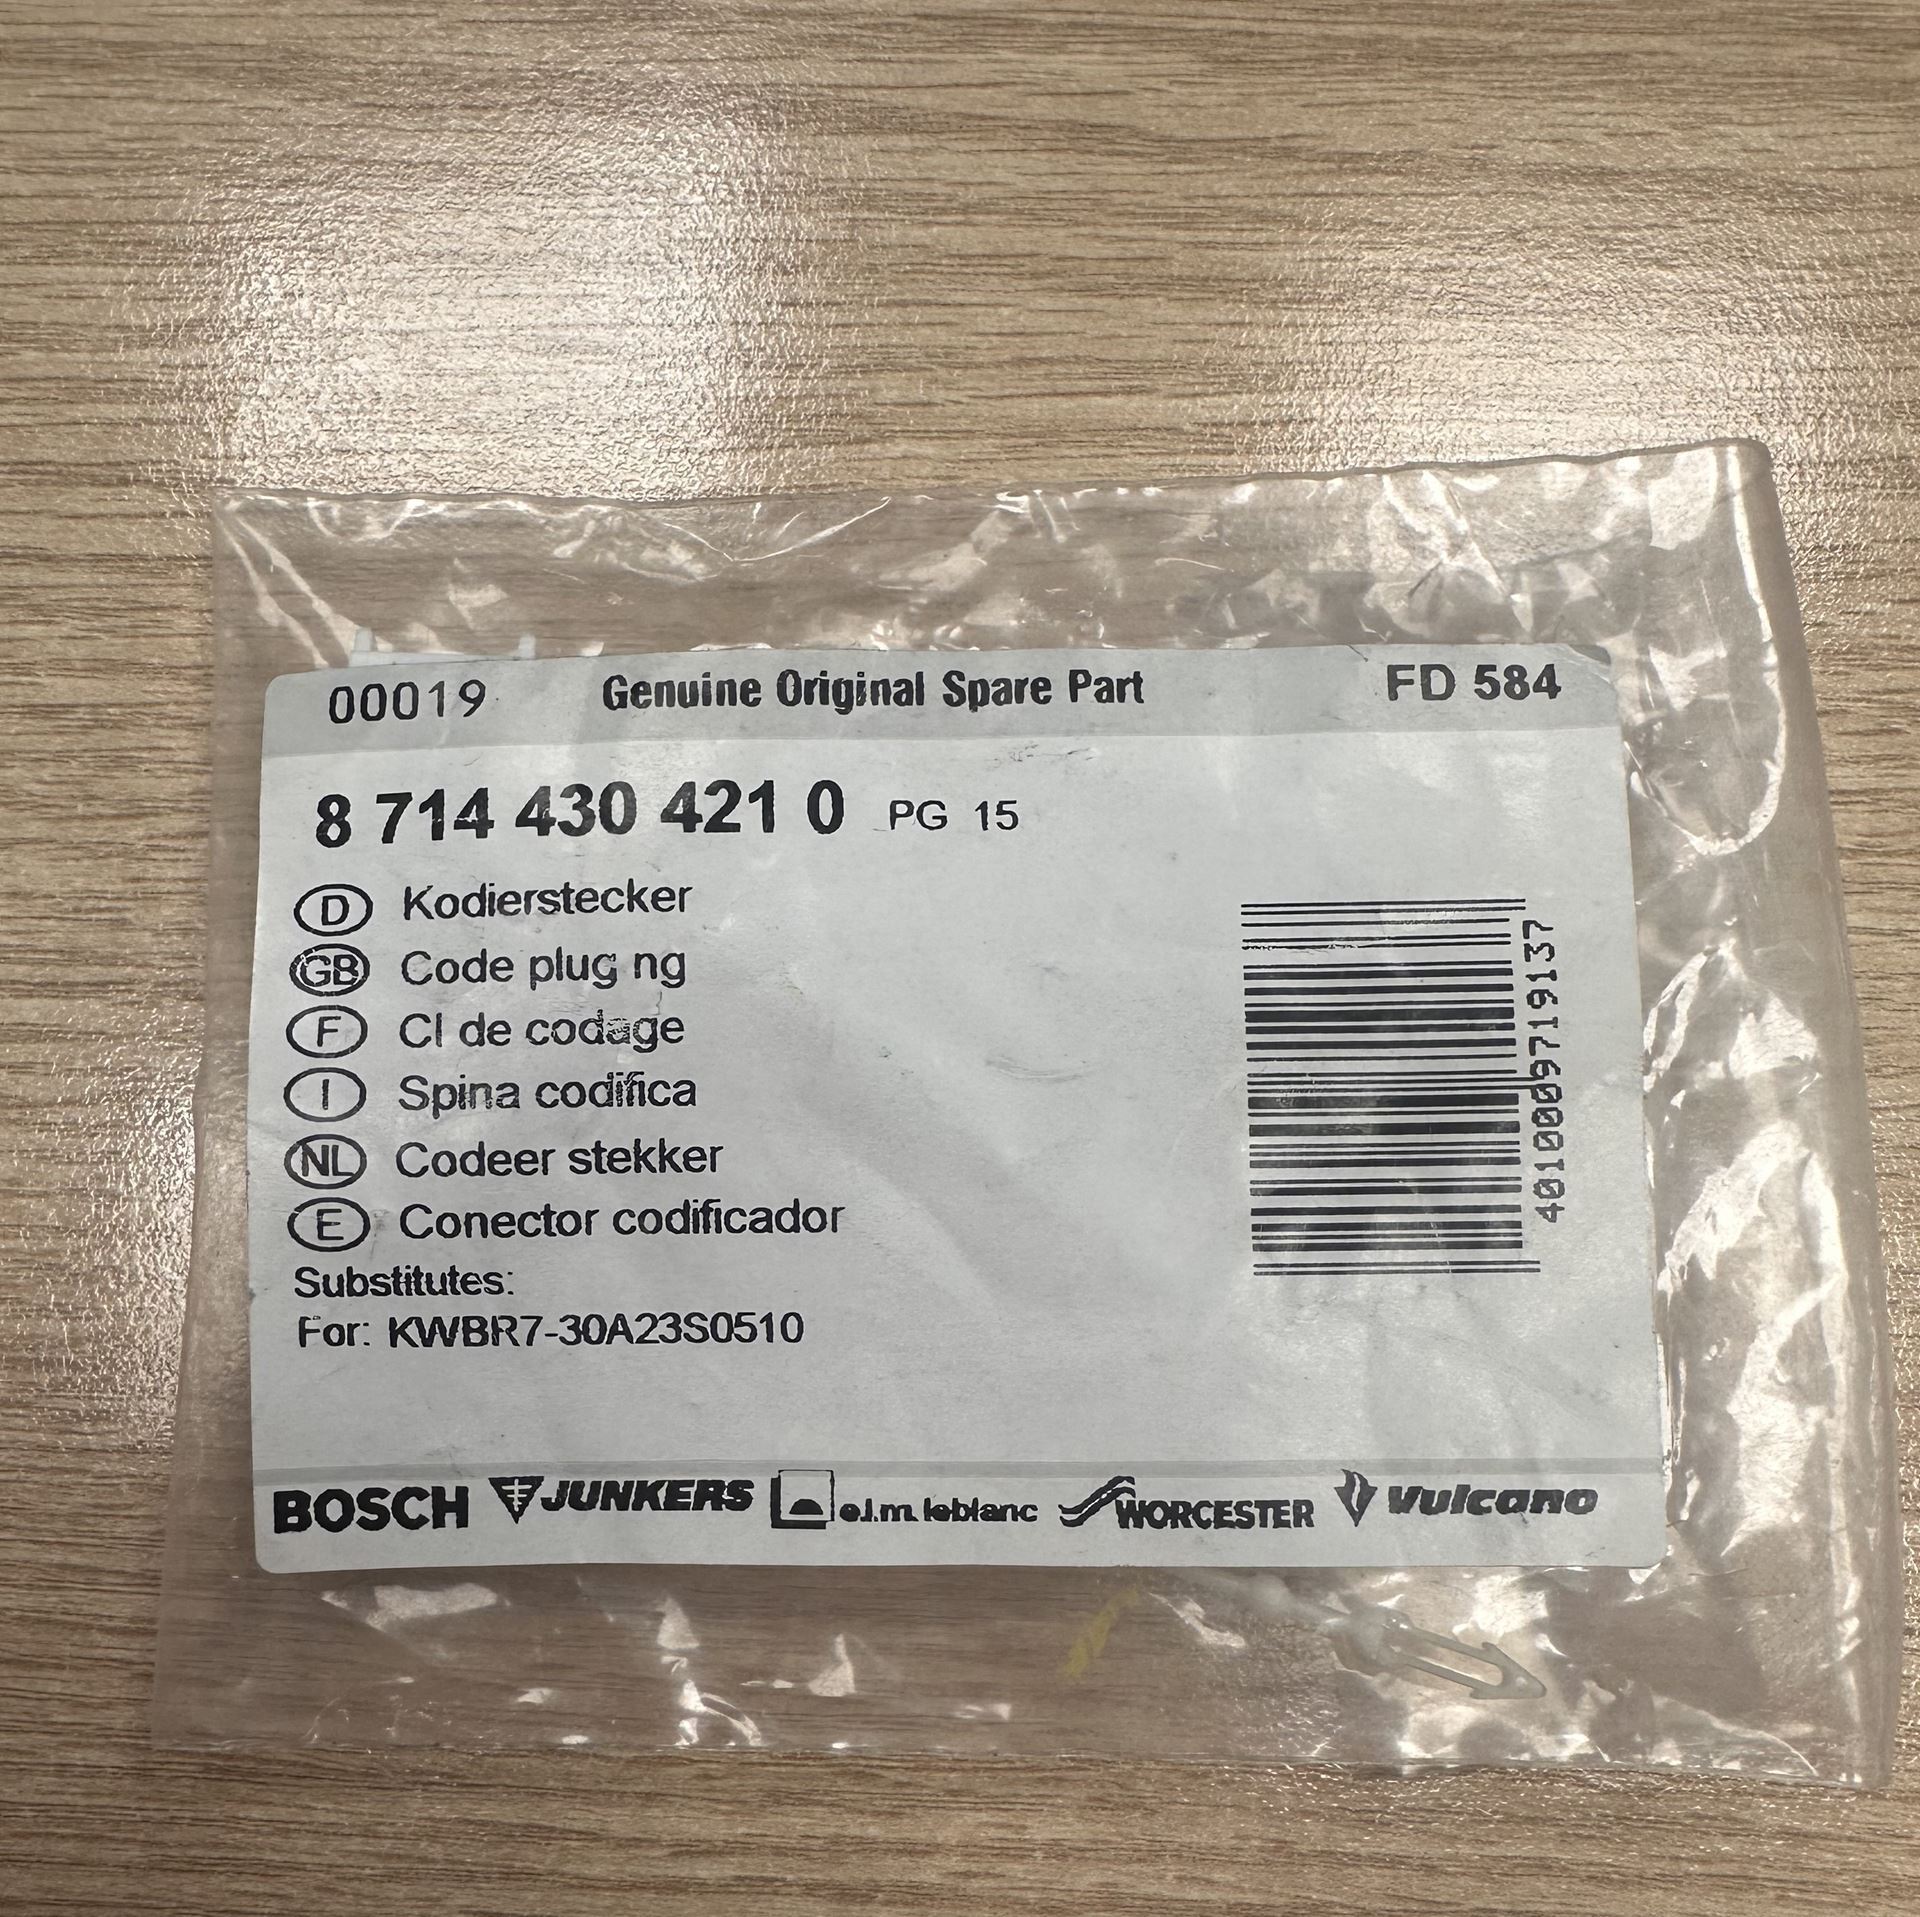 00019 Genuine Original Spare Part FD 584
8 714 430 421 0 PG 15
D Kodierstecker
GB Code plug ng
F Cl de codage
I Spina codifica
NL Codeer stekker
E Conector codificador
Substitutes:
For: KWBR7-30A23S0510
4010009719137
BOSCH JUNKERS e.l.m. leblanc WORCESTER Vulcano